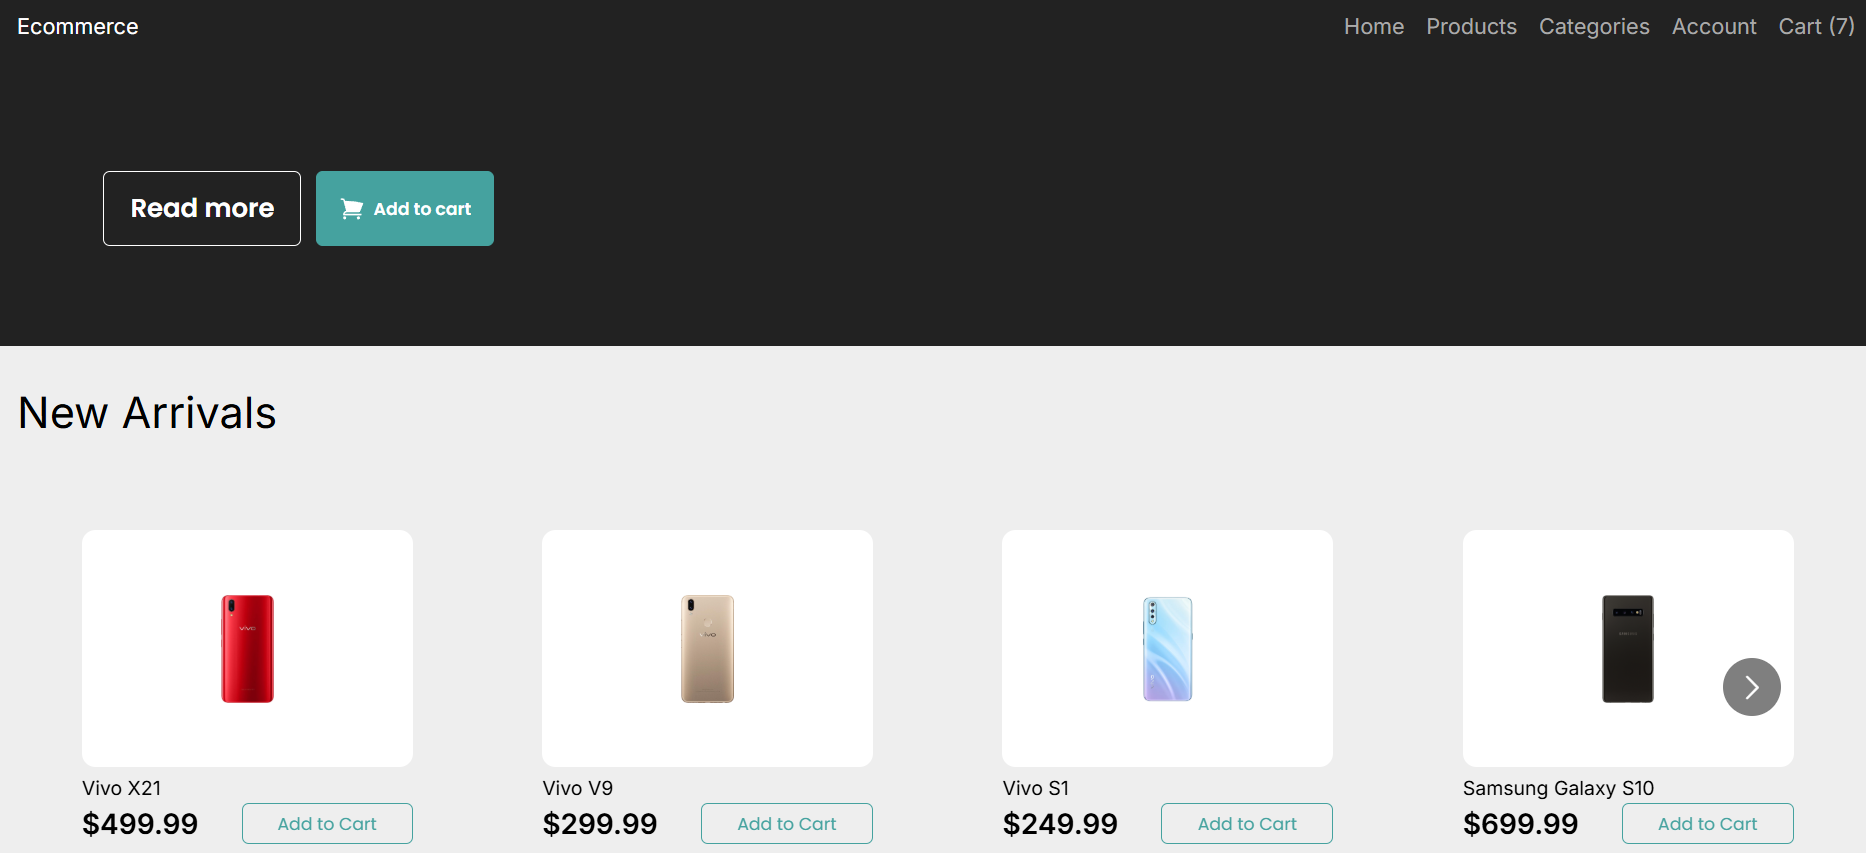 Ecommerce Home Products Categories Account Cart (7)
Read more Add to cart
New Arrivals
vivo
vivo
Vivo X21
$499.99 Add to Cart
Vivo V9
$299.99 Add to Cart
Vivo S1
$249.99 Add to Cart
Samsung Galaxy S10
$699.99 Add to Cart